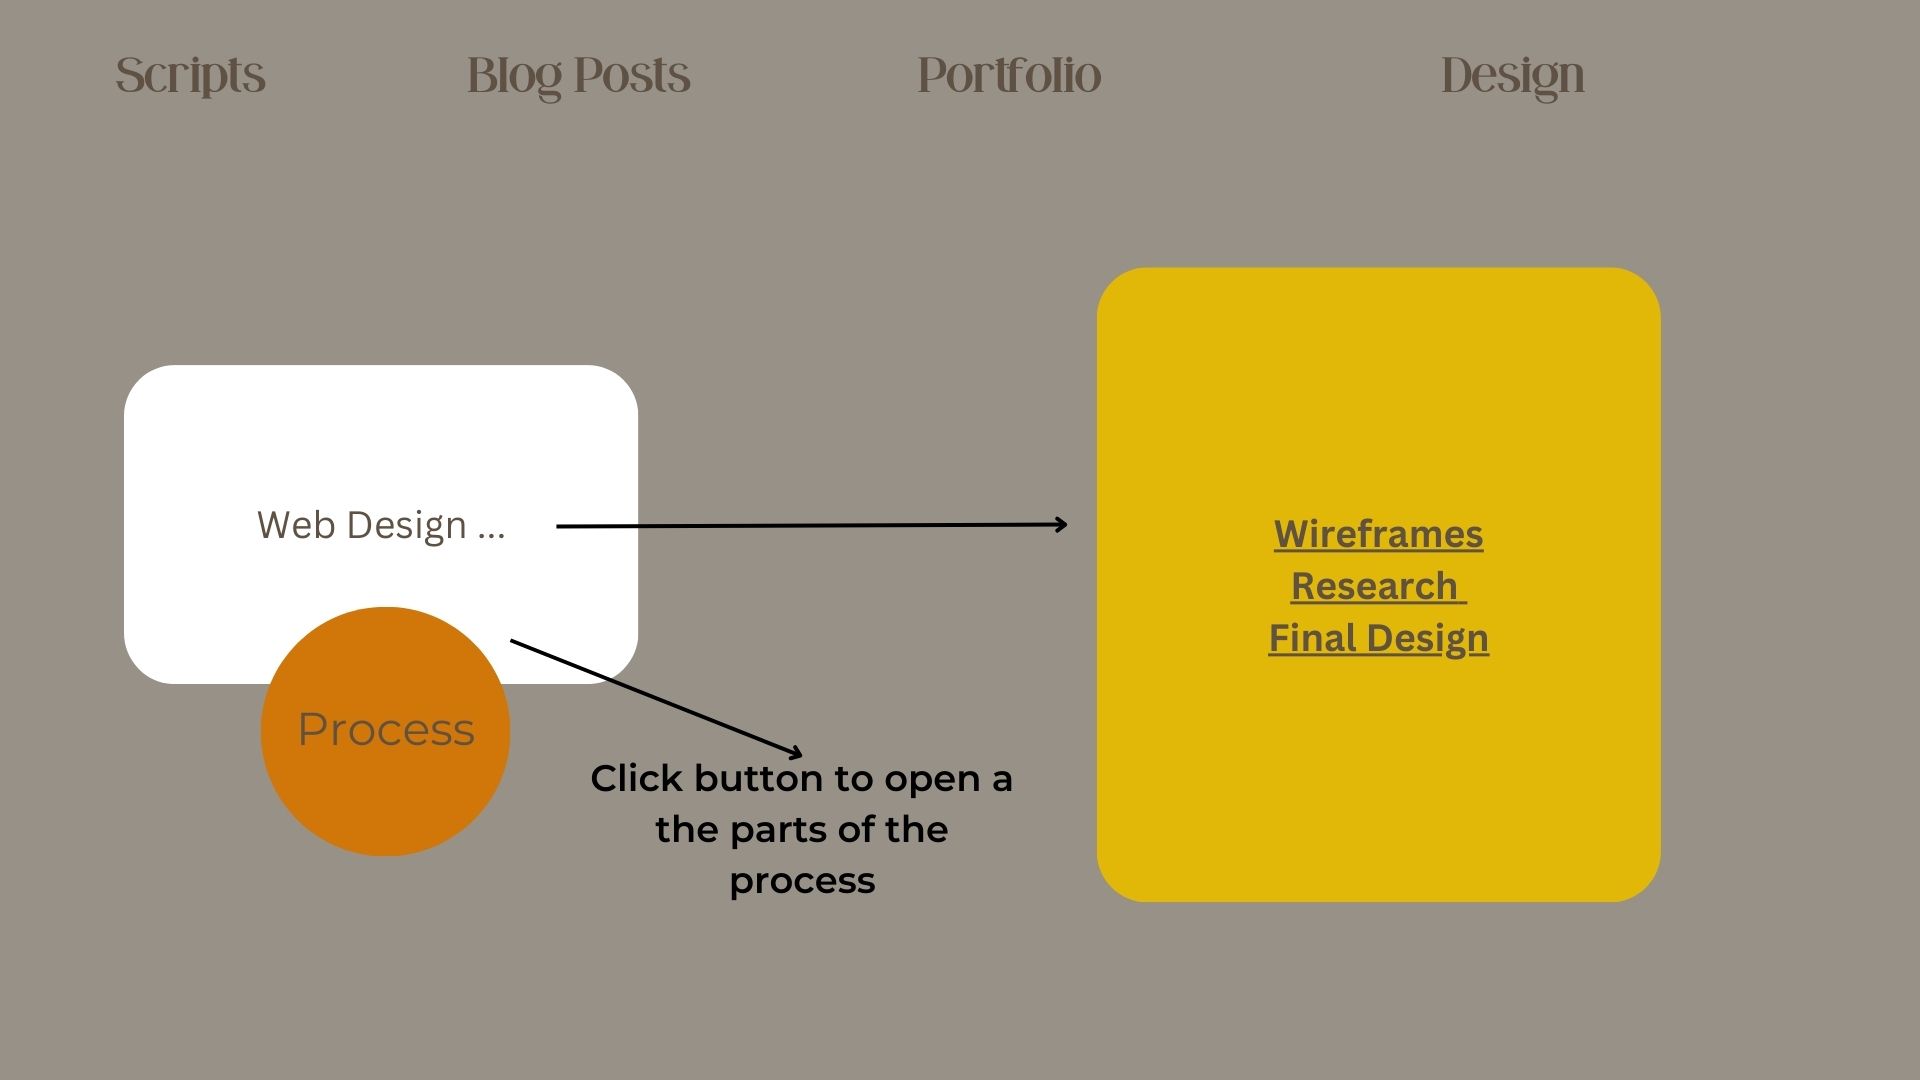 Scripts
Blog Posts
Portfolio
Design
Web Design ...
Process
Click button to open a
the parts of the
process
Wireframes
Research
Final Design